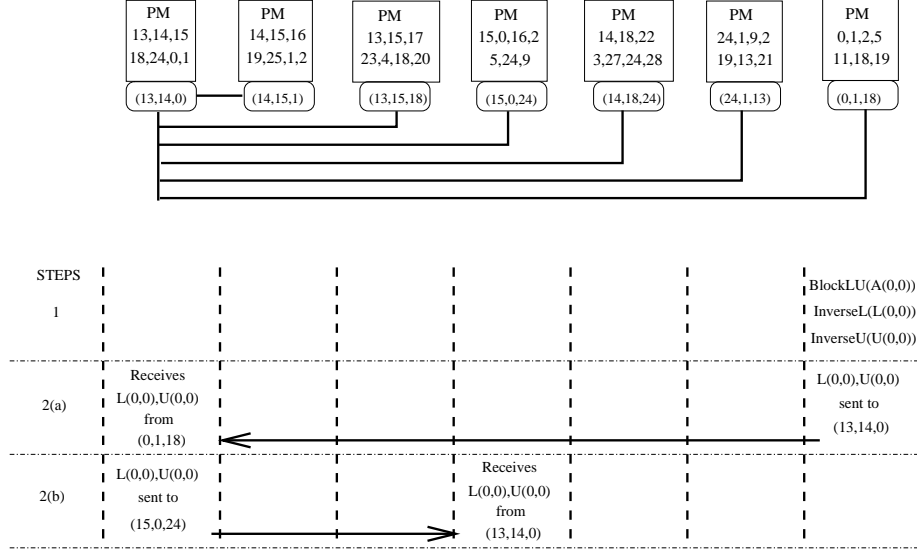 PM
13,14,15
18,24,0,1
(13,14,0)
PM
14,15,16
19,25,1,2
(14,15,1)
PM
13,15,17
23,4,18,20
(13,15,18)
PM
15,0,16,2
5,24,9
(15,0,24)
PM
14,18,22
3,27,24,28
(14,18,24)
PM
24,1,9,2
19,13,21
(24,1,13)
PM
0,1,2,5
11,18,19
(0,1,18)
STEPS
1
BlockLU(A(0,0))
InverseL(L(0,0))
InverseU(U(0,0))
2(a)
Receives
L(0,0),U(0,0)
from
(0,1,18)
L(0,0),U(0,0)
sent to
(13,14,0)
2(b)
L(0,0),U(0,0)
sent to
(15,0,24)
Receives
L(0,0),U(0,0)
from
(13,14,0)